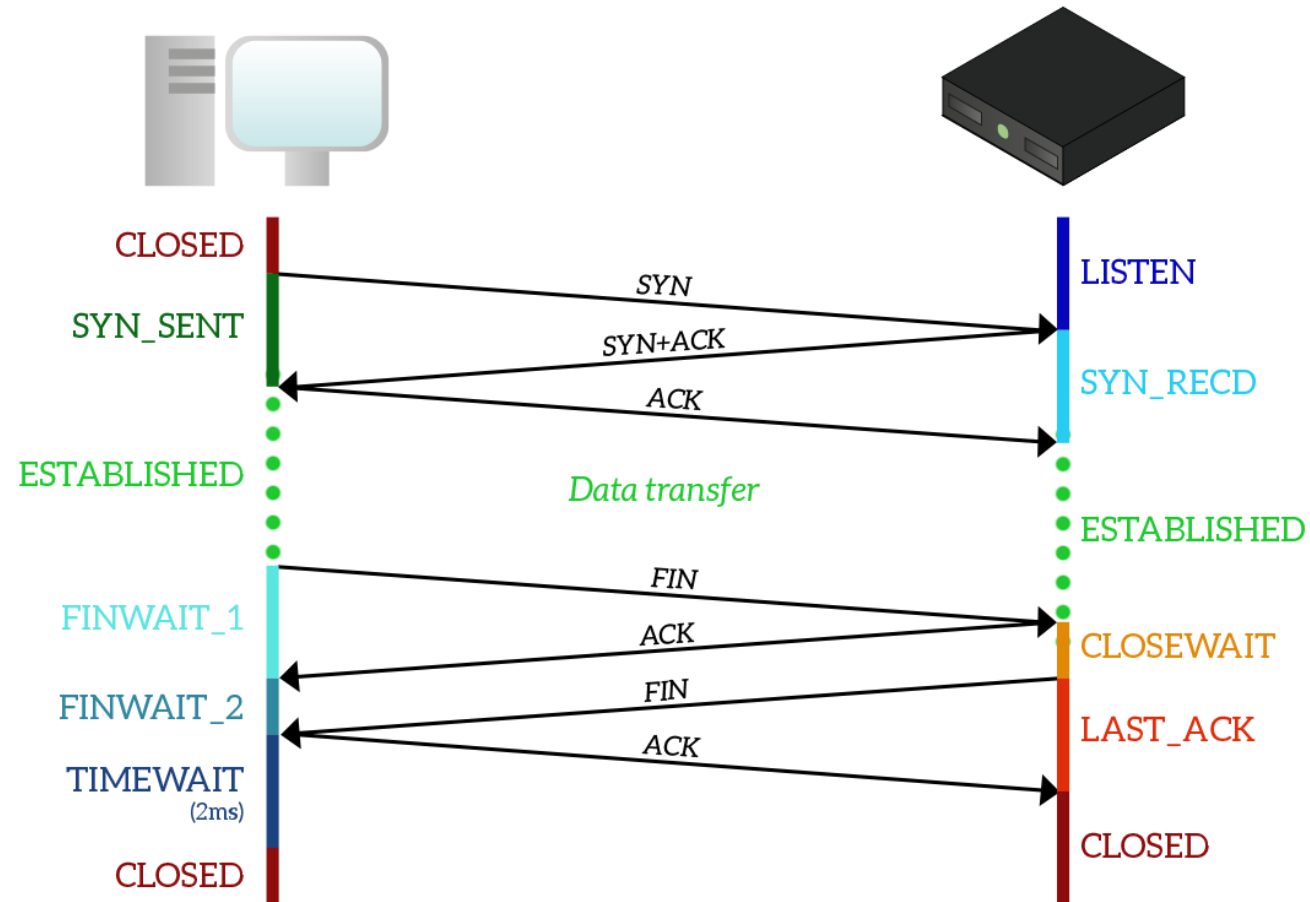 CLOSED
LISTEN
SYN
SYN_SENT
SYN+ACK
SYN_RECD
ACK
ESTABLISHED
Data transfer
ESTABLISHED
FIN
FINWAIT_1
ACK
CLOSEWAIT
FIN
FINWAIT_2
LAST_ACK
ACK
TIMEWAIT
(2ms)
CLOSED
CLOSED